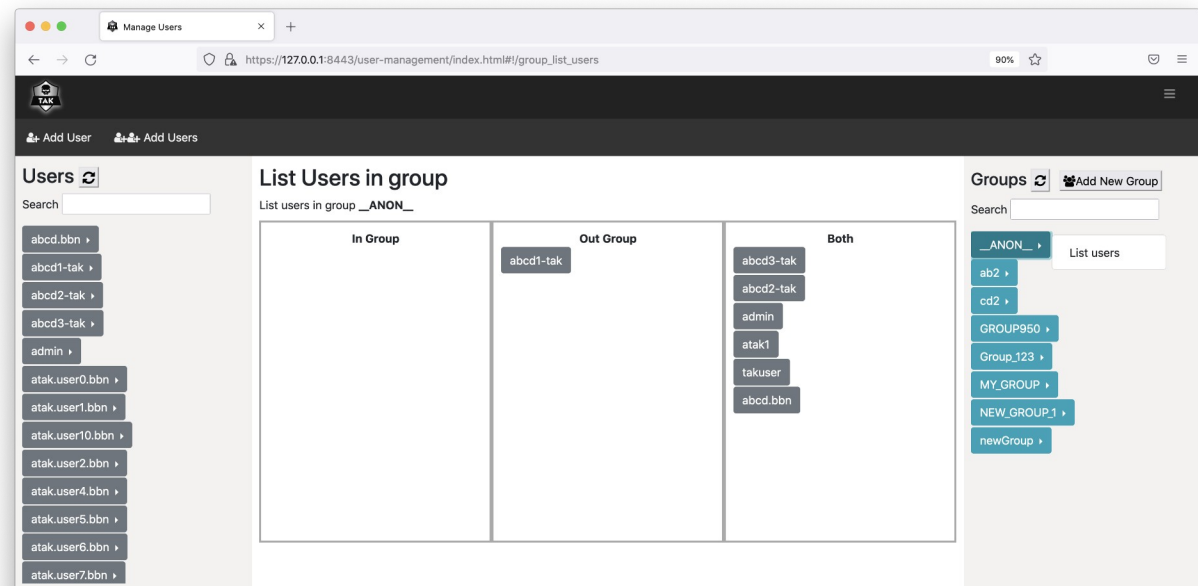 Manage Users
https://127.0.0.1:8443/user-management/index.html#!/group_list_users
90%
TAK
Add User
Add Users
Users
Search
abcd.bbn
abcd1-tak
abcd2-tak
abcd3-tak
admin
atak.user0.bbn
atak.user1.bbn
atak.user10.bbn
atak.user2.bbn
atak.user4.bbn
atak.user5.bbn
atak.user6.bbn
atak.user7.bbn
List Users in group
List users in group __ANON__
In Group
Out Group
abcd1-tak
Both
abcd3-tak
abcd2-tak
admin
atak1
takuser
abcd.bbn
Groups
Add New Group
Search
__ANON__
List users
ab2
cd2
GROUP950
Group_123
MY_GROUP
NEW_GROUP_1
newGroup